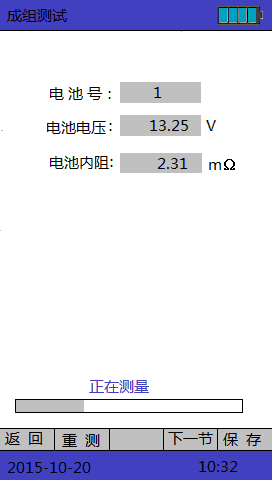 成组测试
电 池 号： 1
电池电压： 13.25 V
电池内阻: 2.31 mΩ
正在测量
返 回 重 测 下一节 保 存
2015-10-20 10:32